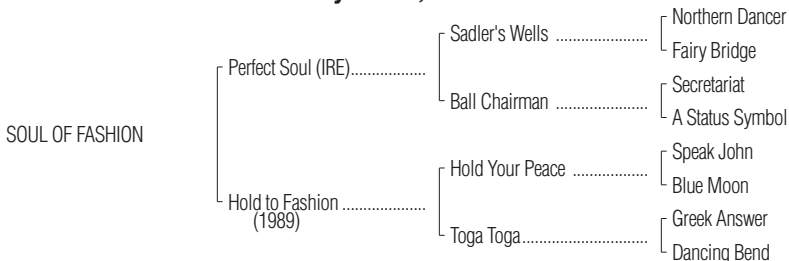 Northern Dancer
Sadler's Wells ....................
Fairy Bridge
Perfect Soul (IRE)..................
Secretariat
Ball Chairman ....................
A Status Symbol
SOUL OF FASHION
Speak John
Hold Your Peace ................
Blue Moon
Hold to Fashion ..................
(1989)
Greek Answer
Toga Toga...........................
Dancing Bend